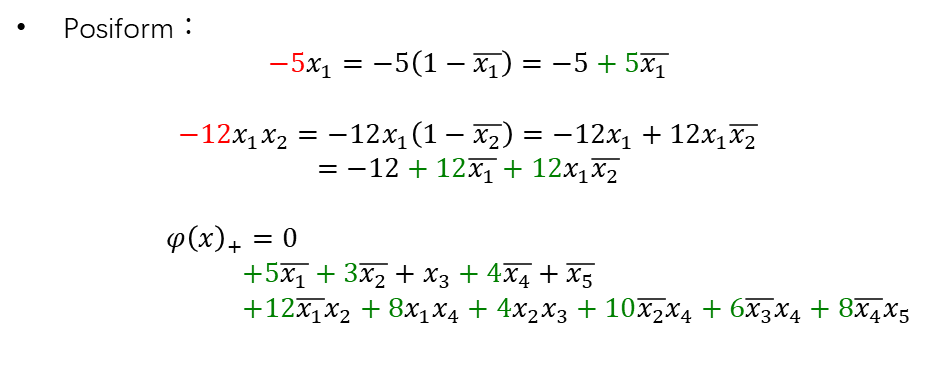 • Posiform：
−5x₁ = −5(1 − x̅₁) = −5 + 5x̅₁
−12x₁x₂ = −12x₁(1 − x̅₂) = −12x₁ + 12x₁x̅₂
= −12 + 12x̅₁ + 12x₁x̅₂
φ(x)₊ = 0
+5x̅₁ + 3x̅₂ + x₃ + 4x̅₄ + x̅₅
+12x̅₁x₂ + 8x₁x₄ + 4x₂x₃ + 10x̅₂x₄ + 6x̅₃x₄ + 8x̅₄x₅